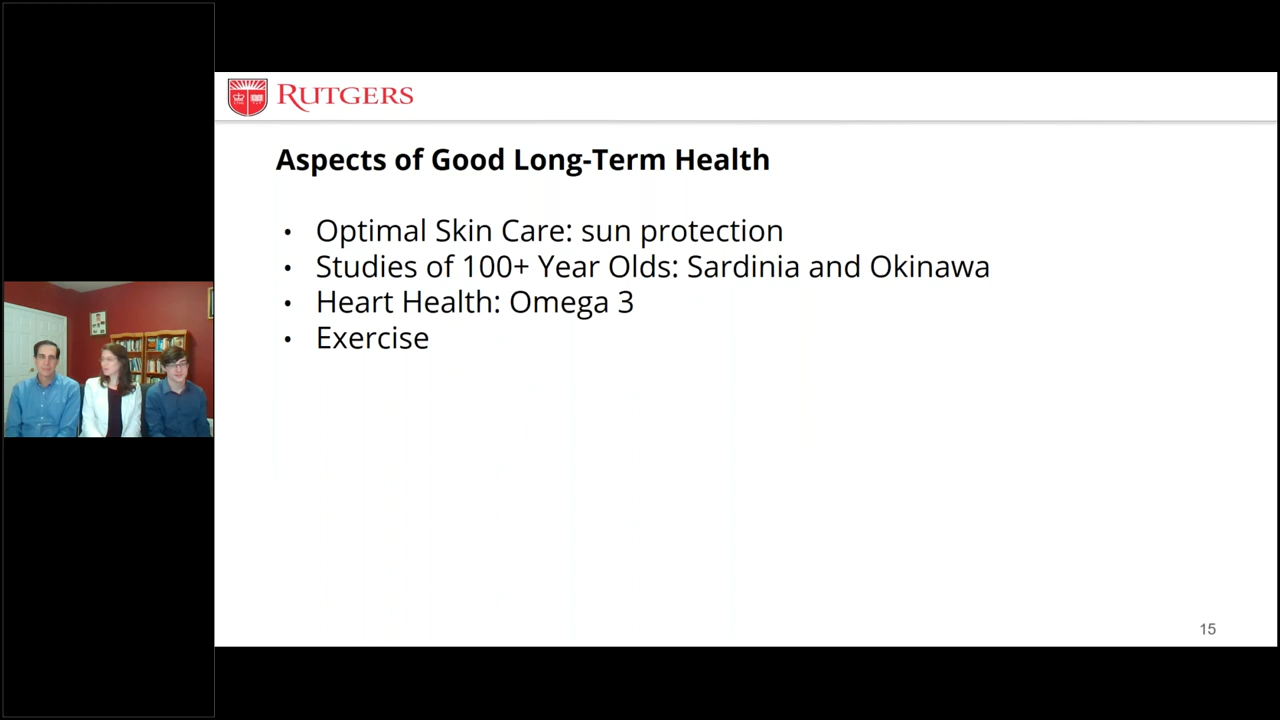 RUTGERS
Aspects of Good Long-Term Health
• Optimal Skin Care: sun protection
• Studies of 100+ Year Olds: Sardinia and Okinawa
• Heart Health: Omega 3
• Exercise
15